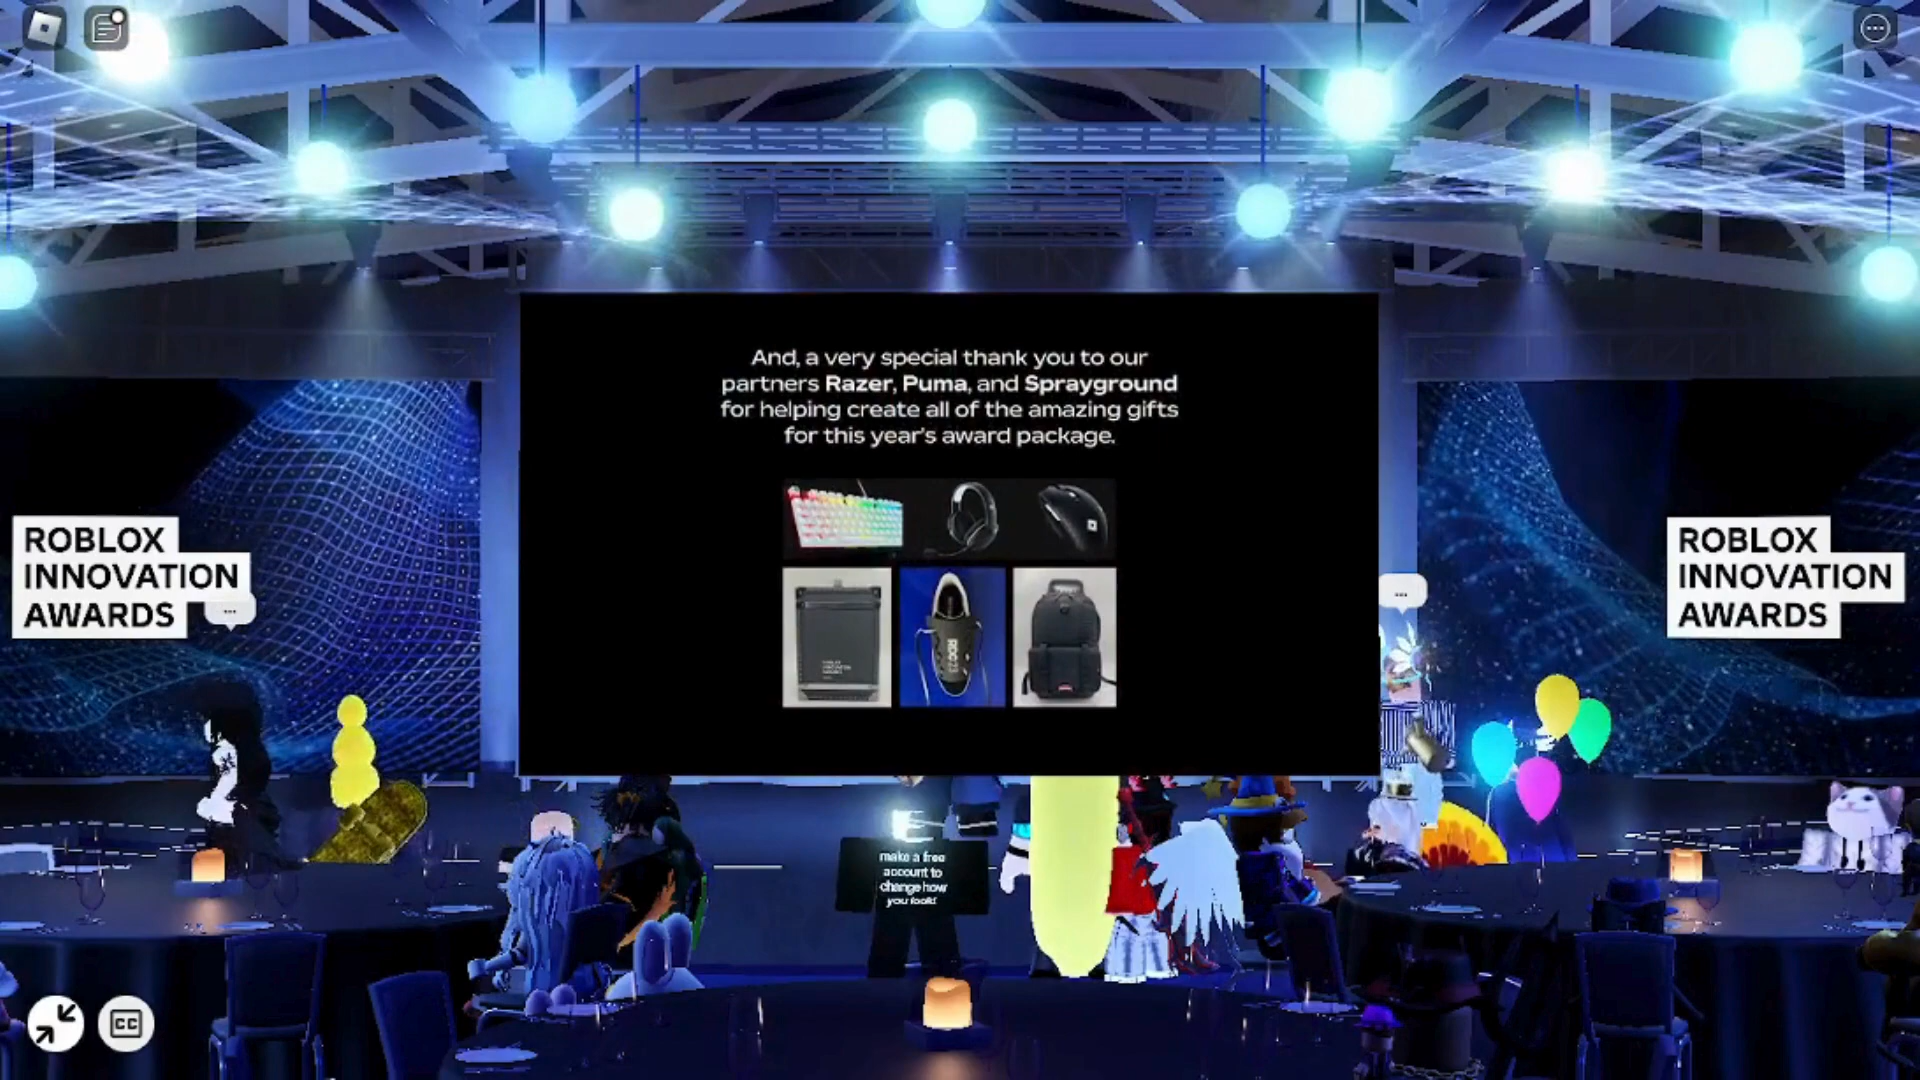 And, a very special thank you to our
partners Razer, Puma, and Sprayground
for helping create all of the amazing gifts
for this year's award package.
ROBLOX
INNOVATION
AWARDS
...
ROBLOX
INNOVATION
AWARDS
...
RDC23
make a free
account to
change how
you look!
CC